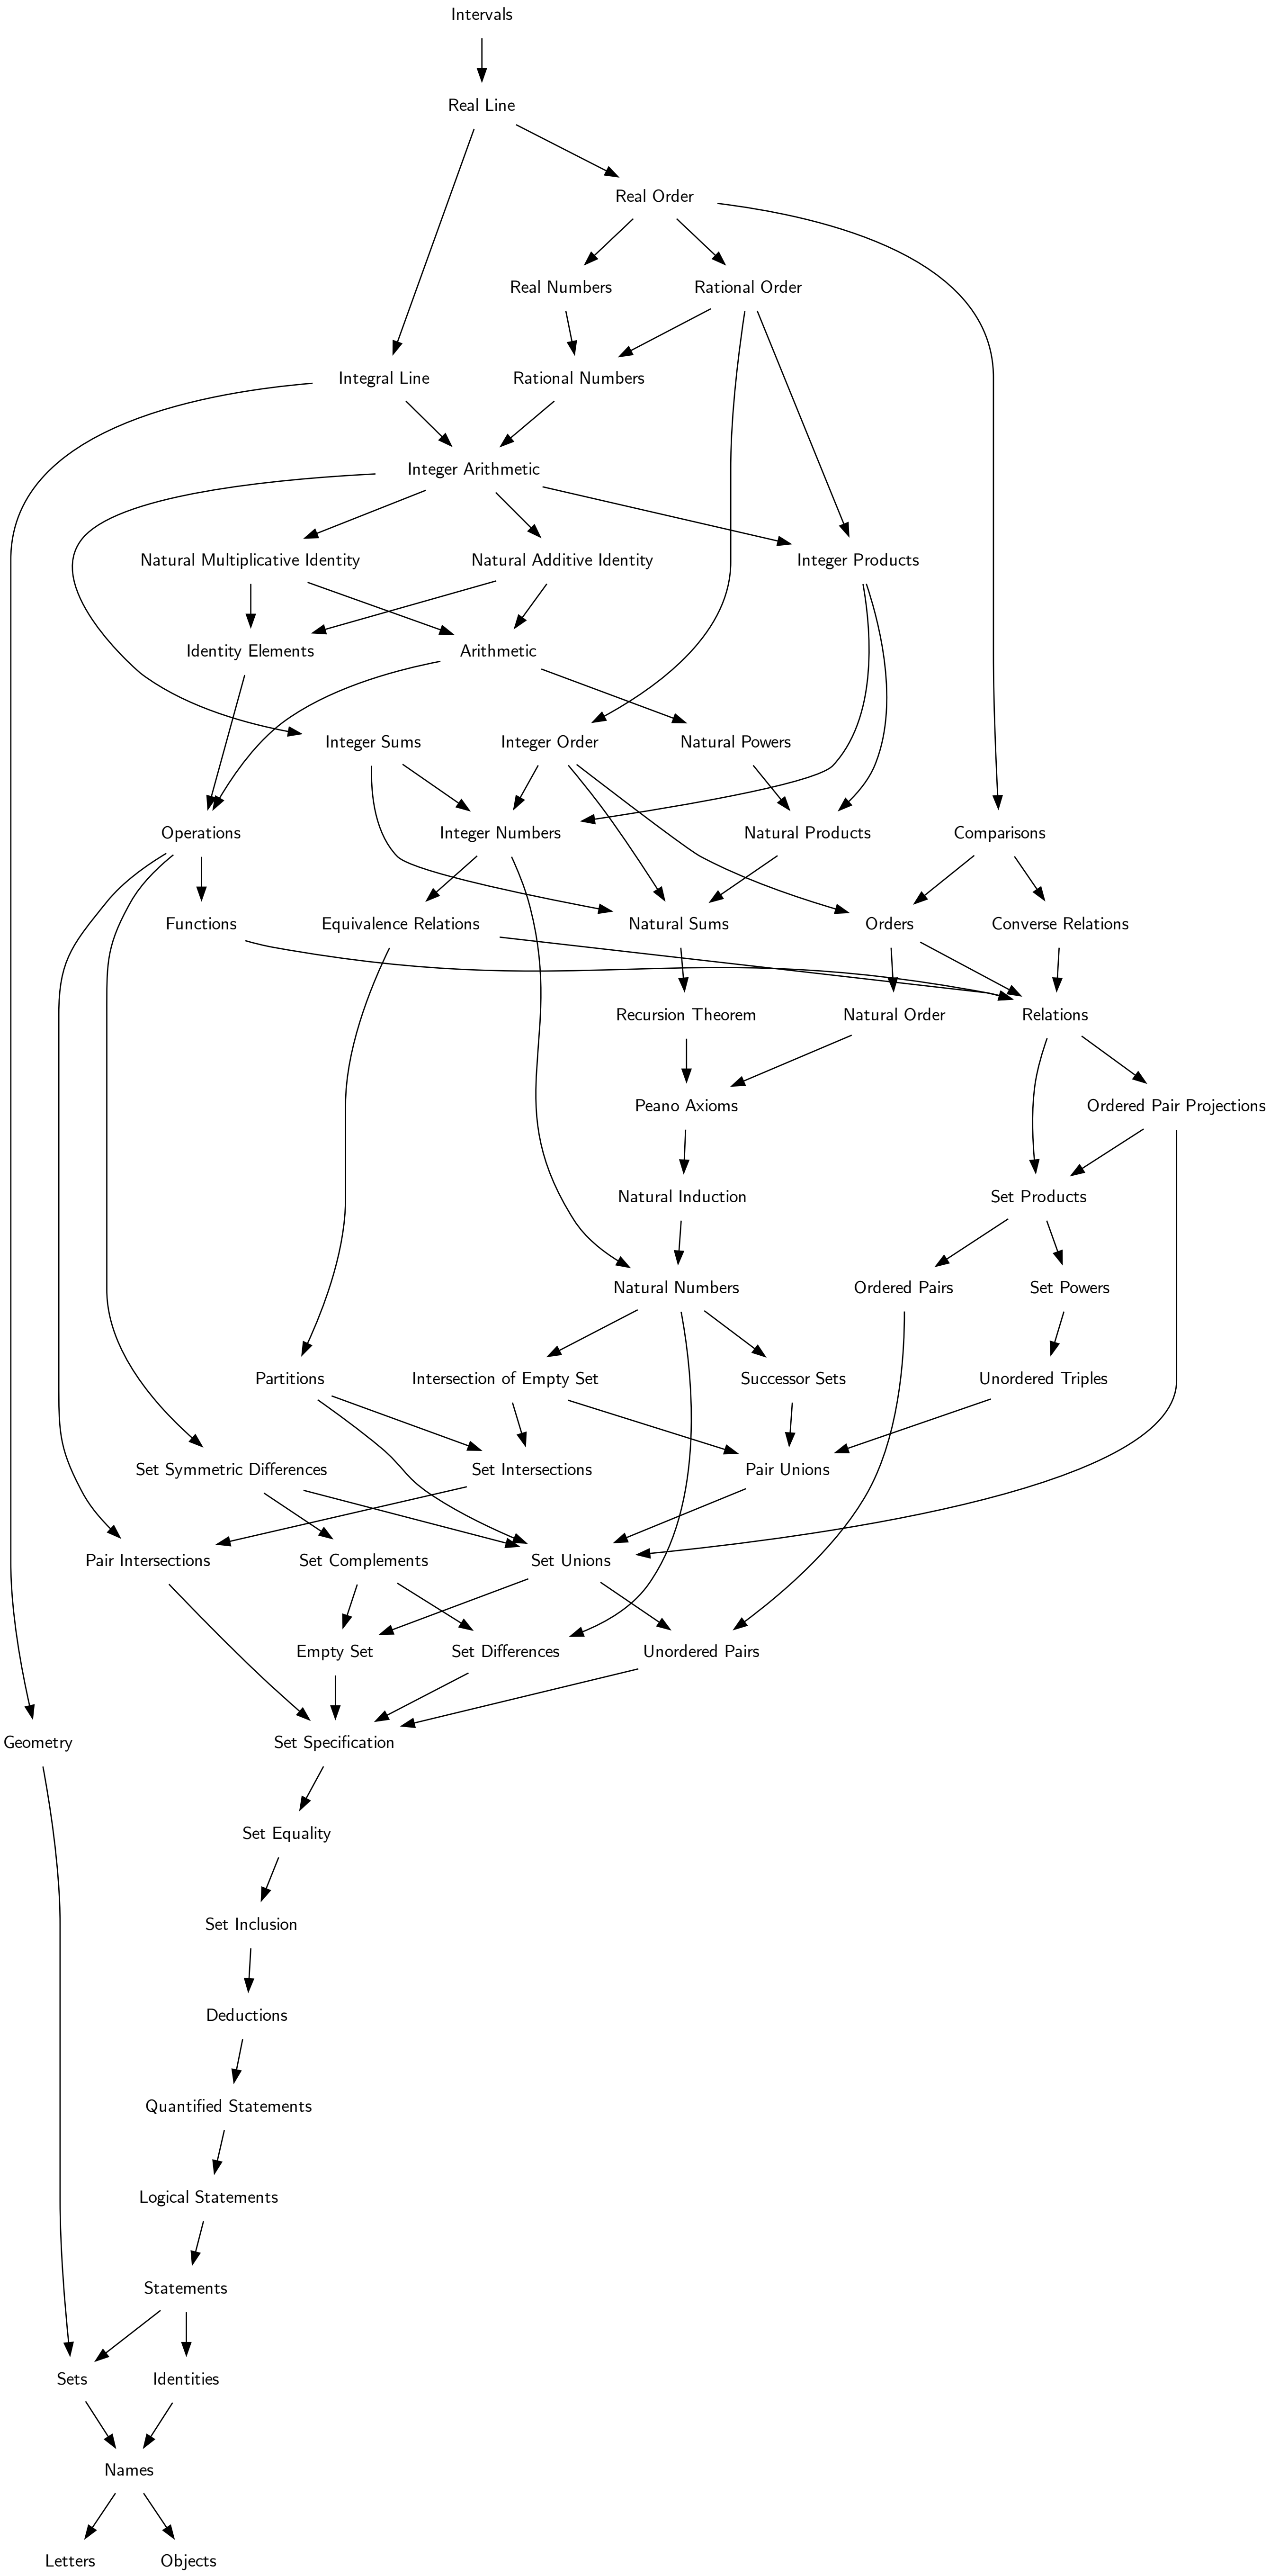 Intervals
Real Line
Real Order
Real Numbers
Rational Order
Integral Line
Rational Numbers
Integer Arithmetic
Natural Multiplicative Identity
Natural Additive Identity
Integer Products
Identity Elements
Arithmetic
Integer Sums
Integer Order
Natural Powers
Operations
Integer Numbers
Natural Products
Comparisons
Functions
Equivalence Relations
Natural Sums
Orders
Converse Relations
Recursion Theorem
Natural Order
Relations
Peano Axioms
Ordered Pair Projections
Natural Induction
Set Products
Natural Numbers
Ordered Pairs
Set Powers
Partitions
Intersection of Empty Set
Successor Sets
Unordered Triples
Set Symmetric Differences
Set Intersections
Pair Unions
Pair Intersections
Set Complements
Set Unions
Empty Set
Set Differences
Unordered Pairs
Geometry
Set Specification
Set Equality
Set Inclusion
Deductions
Quantified Statements
Logical Statements
Statements
Sets
Identities
Names
Letters
Objects